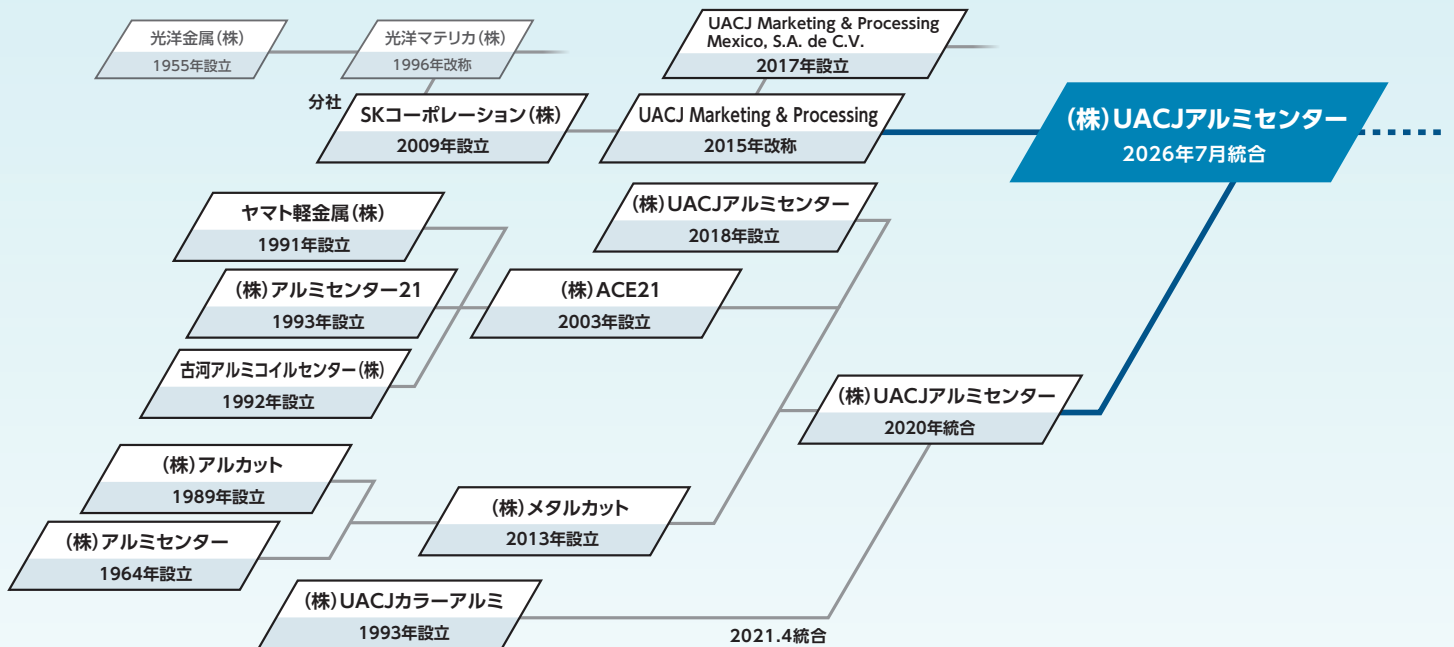 光洋金属(株)
1955年設立
光洋マテリカ(株)
1996年改称
UACJ Marketing & Processing
Mexico, S.A. de C.V.
2017年設立
分社
SKコーポレーション(株)
2009年設立
UACJ Marketing & Processing
2015年改称
(株)UACJアルミセンター
2026年7月統合
ヤマト軽金属(株)
1991年設立
(株)UACJアルミセンター
2018年設立
(株)アルミセンター21
1993年設立
(株)ACE21
2003年設立
古河アルミコイルセンター(株)
1992年設立
(株)UACJアルミセンター
2020年統合
(株)アルカット
1989年設立
(株)メタルカット
2013年設立
(株)アルミセンター
1964年設立
(株)UACJカラーアルミ
1993年設立
2021.4統合